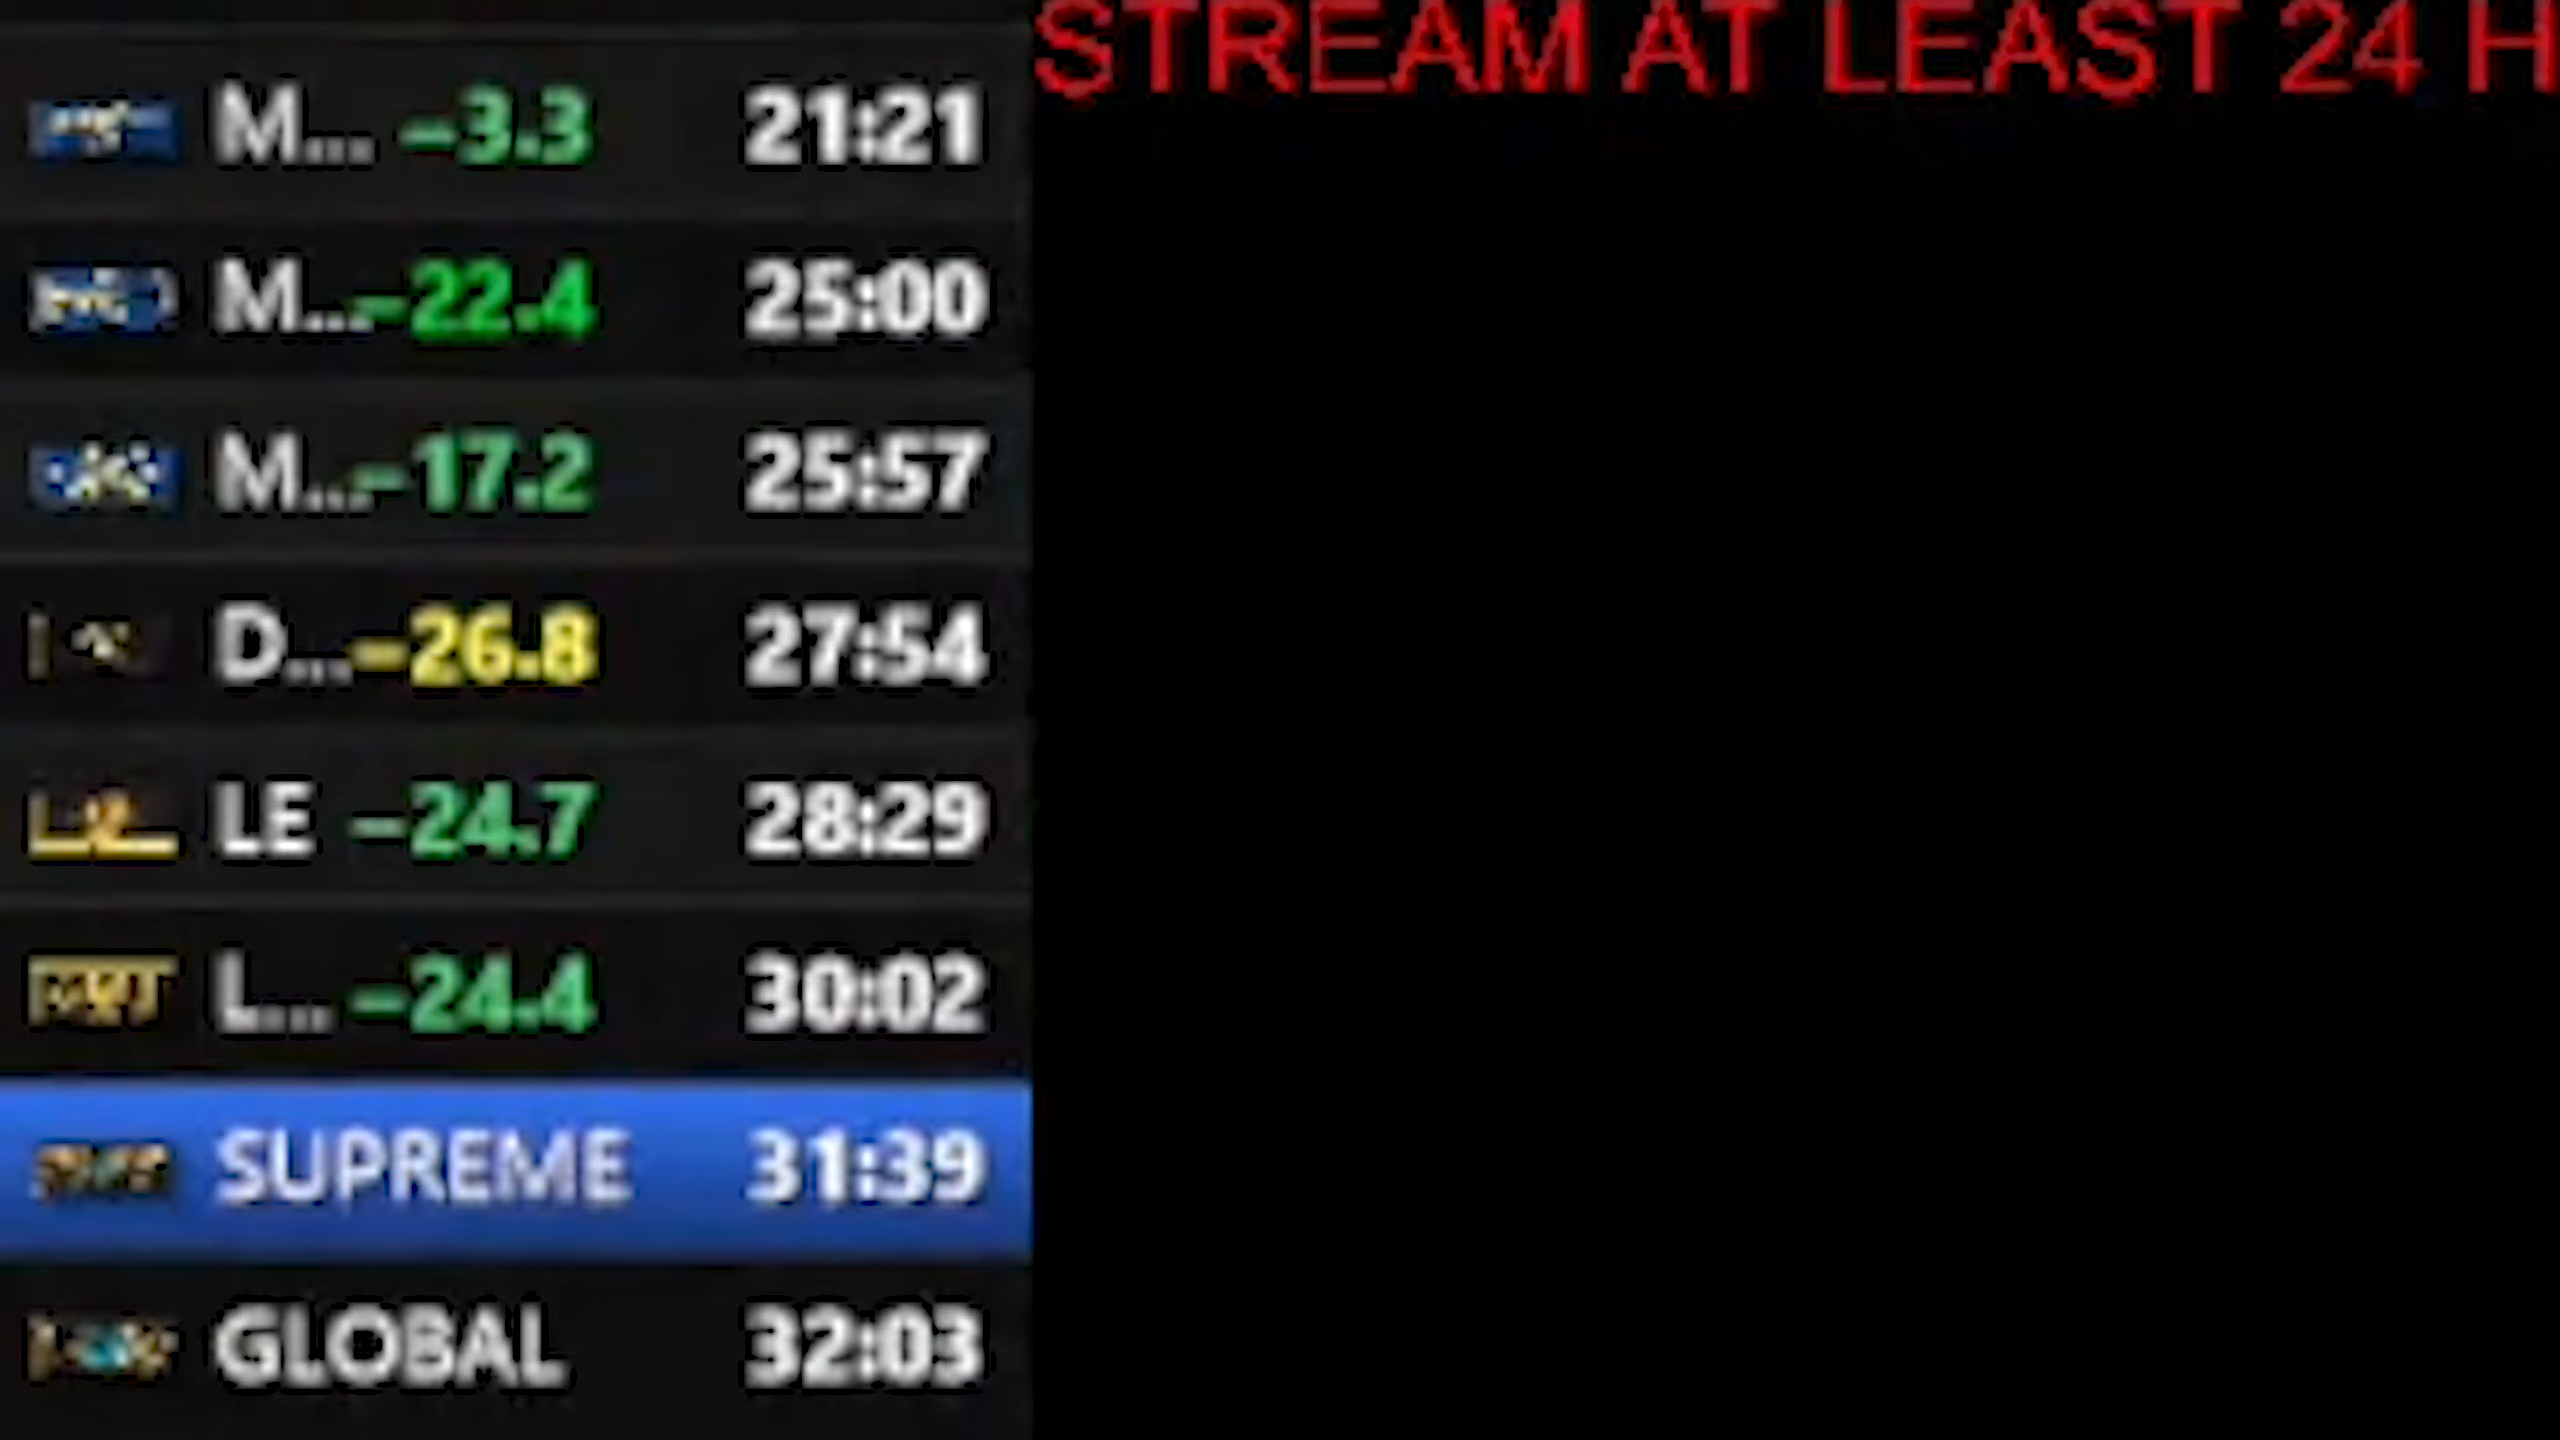 STREAM AT LEAST 24 H
M... -3.3 21:21
M... -22.4 25:00
M... -17.2 25:57
D... -26.8 27:54
LE -24.7 28:29
L... -24.4 30:02
SUPREME 31:39
GLOBAL 32:03